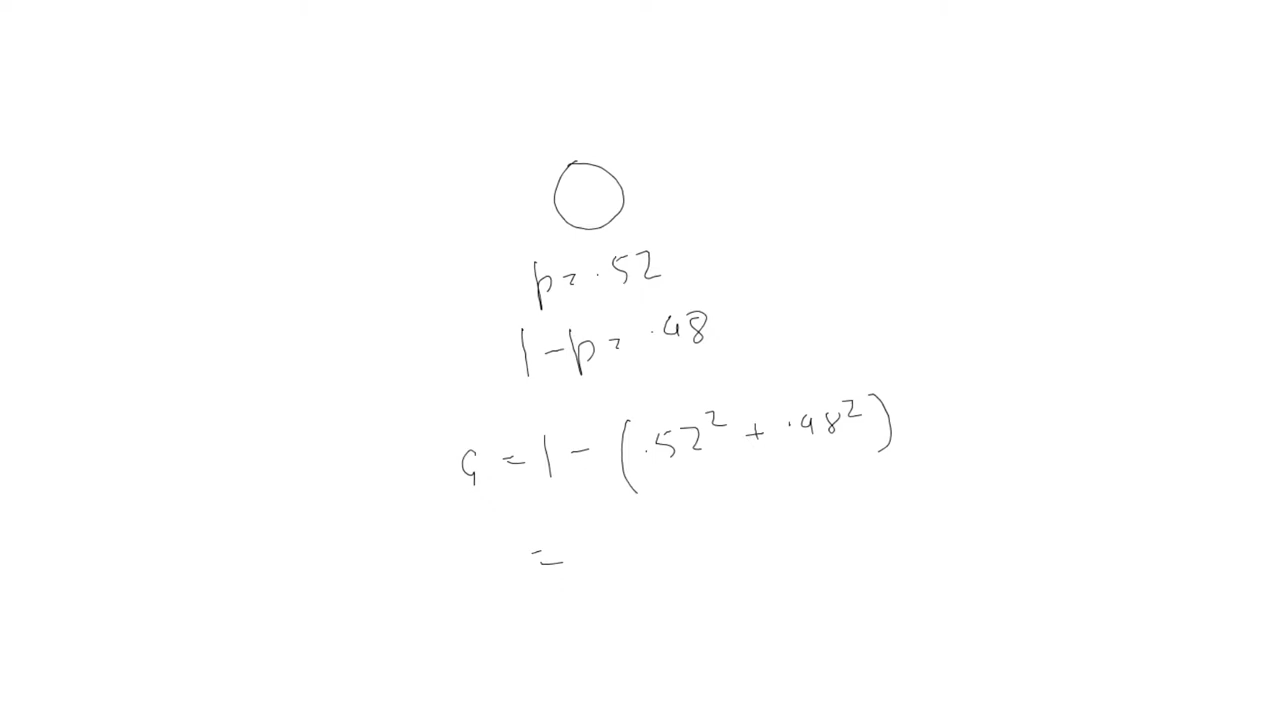 p = .52
1 - p = .48
G = 1 - (.52² + .48²)
=